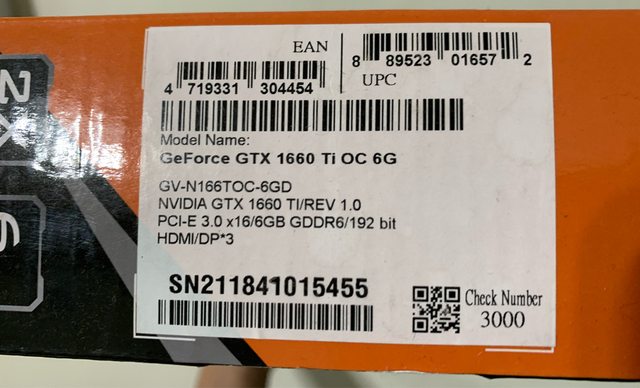 EAN
4 719331 304454
8 89523 01657 2
UPC
Model Name:
GeForce GTX 1660 Ti OC 6G
GV-N166TOC-6GD
NVIDIA GTX 1660 TI/REV 1.0
PCI-E 3.0 x16/6GB GDDR6/192 bit
HDMI/DP*3
SN211841015455
Check Number
3000